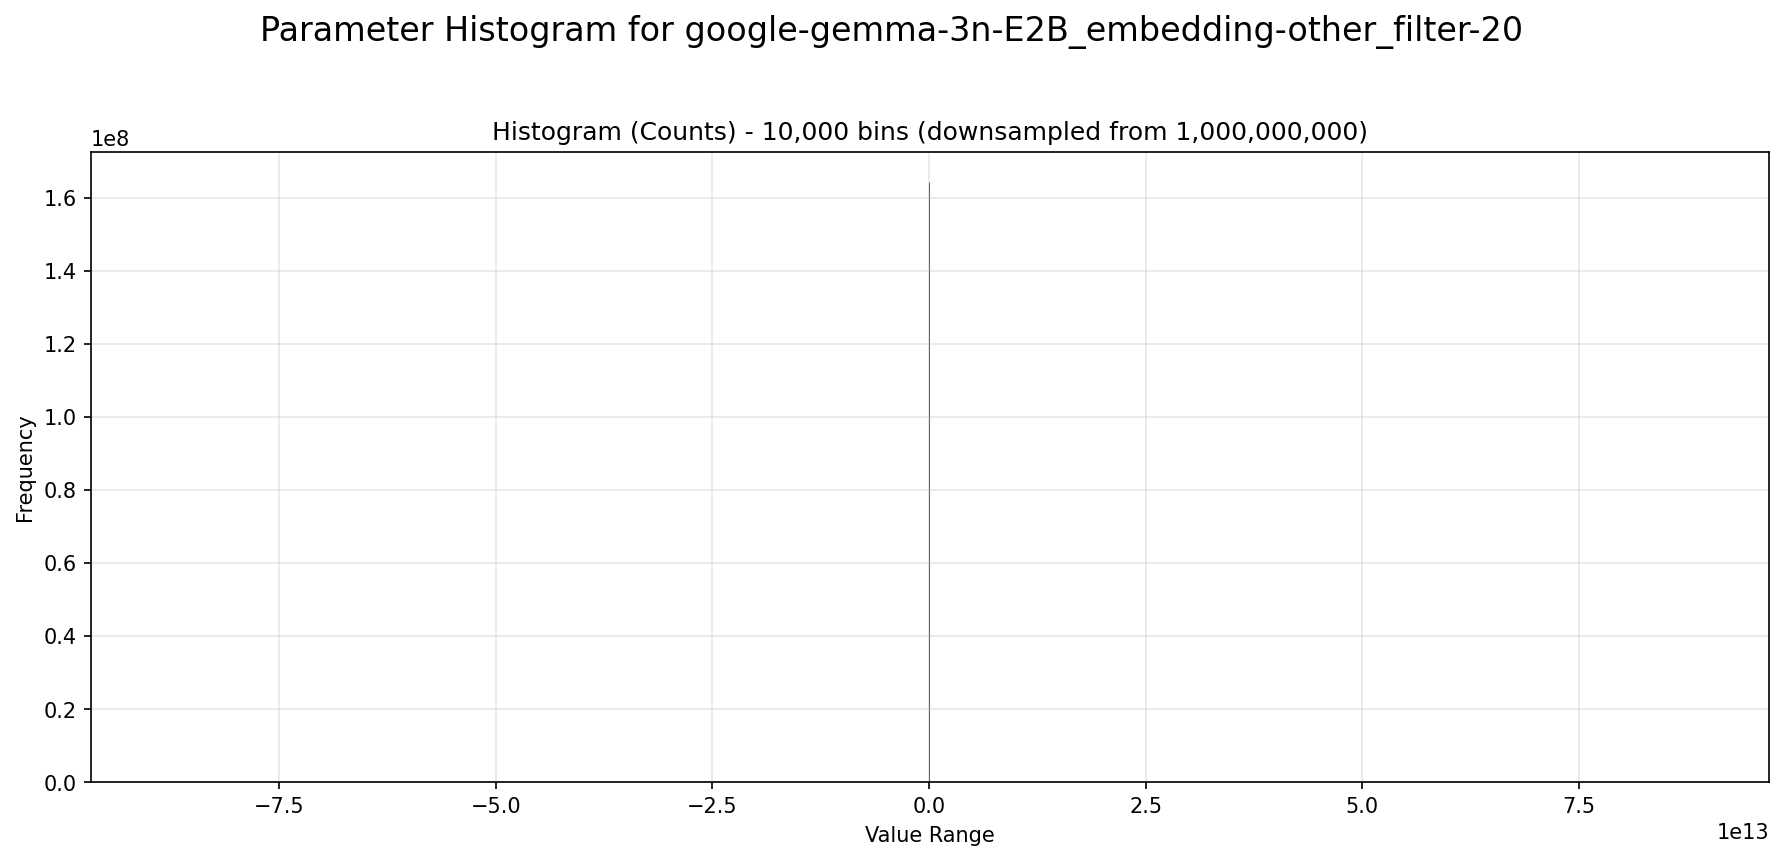 Parameter Histogram for google-gemma-3n-E2B_embedding-other_filter-20
Histogram (Counts) - 10,000 bins (downsampled from 1,000,000,000)
1e8
1.6
1.4
1.2
1.0
0.8
0.6
0.4
0.2
0.0
Frequency
−7.5 −5.0 −2.5 0.0 2.5 5.0 7.5
Value Range
1e13